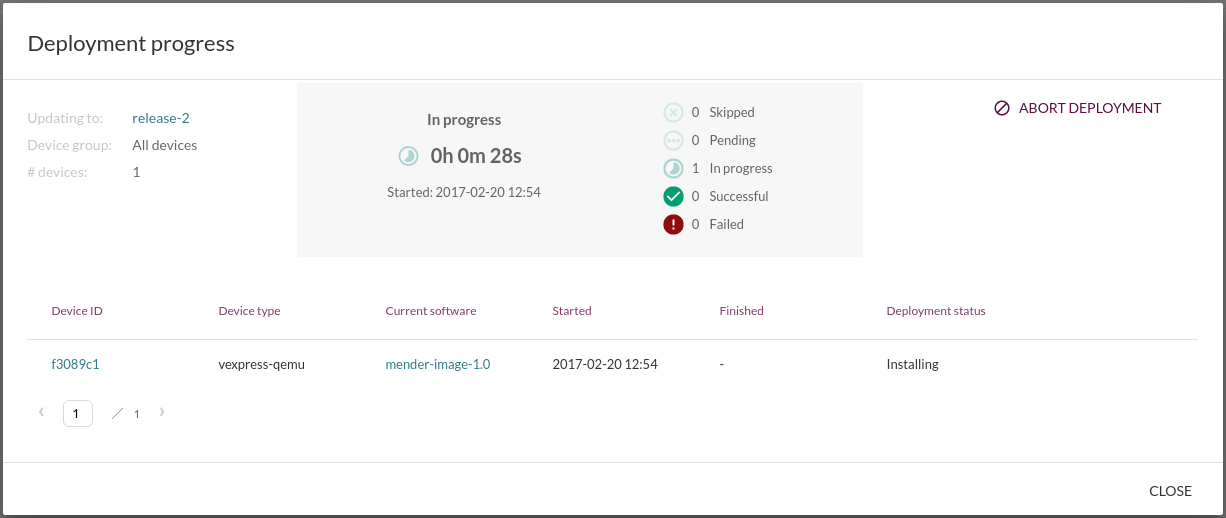 Deployment progress
Updating to: release-2
Device group: All devices
# devices: 1
In progress
0h 0m 28s
Started: 2017-02-20 12:54
0 Skipped
0 Pending
1 In progress
0 Successful
0 Failed
ABORT DEPLOYMENT
Device ID Device type Current software Started Finished Deployment status
f3089c1 vexpress-qemu mender-image-1.0 2017-02-20 12:54 - Installing
1 / 1
CLOSE